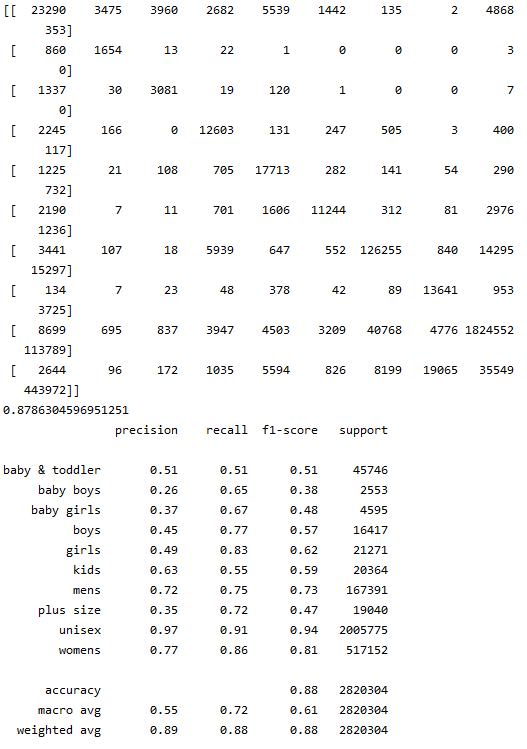 [[  23290    3475    3960    2682    5539    1442     135       2    4868
      353]
 [    860    1654      13      22       1       0       0       0       3
        0]
 [   1337      30    3081      19     120       1       0       0       7
        0]
 [   2245     166       0   12603     131     247     505       3     400
      117]
 [   1225      21     108     705   17713     282     141      54     290
      732]
 [   2190       7      11     701    1606   11244     312      81    2976
     1236]
 [   3441     107      18    5939     647     552  126255     840   14295
    15297]
 [    134       7      23      48     378      42      89   13641     953
     3725]
 [   8699     695     837    3947    4503    3209   40768    4776 1824552
   113789]
 [   2644      96     172    1035    5594     826    8199   19065   35549
   443972]]
0.8786304596951251
                precision    recall  f1-score   support

baby & toddler       0.51      0.51      0.51     45746
     baby boys       0.26      0.65      0.38      2553
    baby girls       0.37      0.67      0.48      4595
          boys       0.45      0.77      0.57     16417
         girls       0.49      0.83      0.62     21271
          kids       0.63      0.55      0.59     20364
          mens       0.72      0.75      0.73    167391
     plus size       0.35      0.72      0.47     19040
        unisex       0.97      0.91      0.94   2005775
        womens       0.77      0.86      0.81    517152

      accuracy                           0.88   2820304
     macro avg       0.55      0.72      0.61   2820304
  weighted avg       0.89      0.88      0.88   2820304